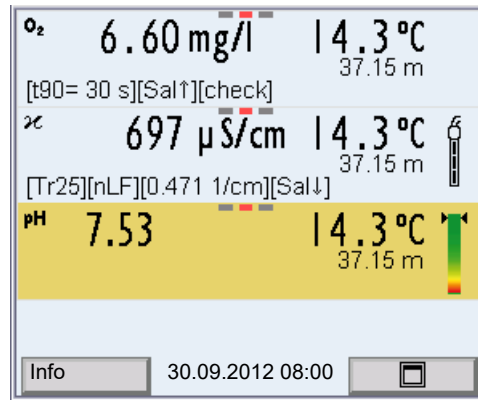 O₂ 6.60 mg/l 14.3 °C
37.15 m
[t90= 30 s][Sal↑][check]
ϰ 697 µS/cm 14.3 °C
37.15 m
[Tr25][nLF][0.471 1/cm][Sal↓]
pH 7.53 14.3 °C
37.15 m
Info 30.09.2012 08:00